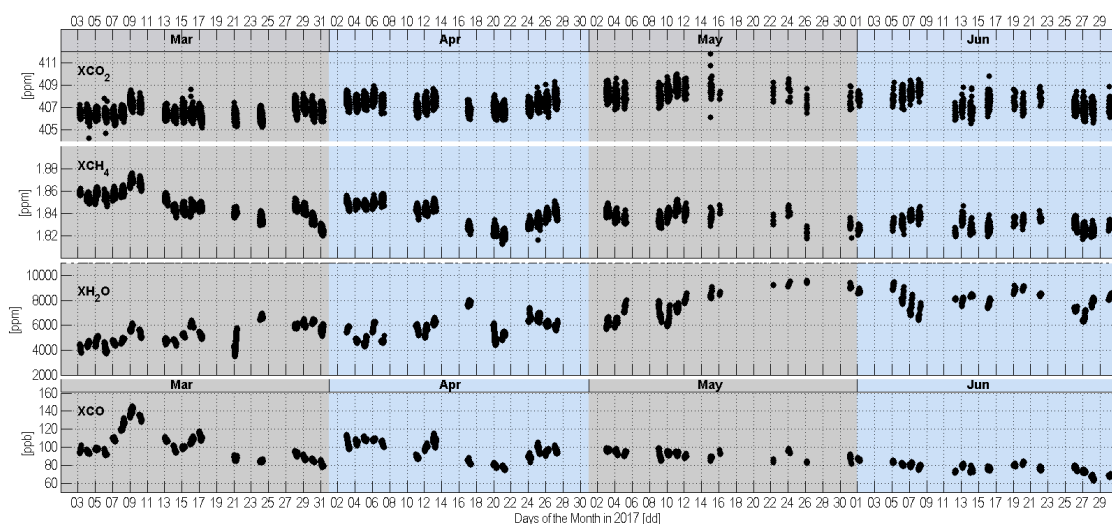 03 05 07 09 11 13 15 17 19 21 23 25 27 29 31 02 04 06 08 10 12 14 16 18 20 22 24 26 28 30 02 04 06 08 10 12 14 16 18 20 22 24 26 28 30 01 03 05 07 09 11 13 15 17 19 21 23 25 27 29
Mar Apr May Jun
XCO₂
[ppm]
411
409
407
405
XCH₄
[ppm]
1.88
1.86
1.84
1.82
XH₂O
[ppm]
10000
8000
6000
4000
2000
Mar Apr May Jun
XCO
[ppb]
160
140
120
100
80
60
03 05 07 09 11 13 15 17 19 21 23 25 27 29 31 02 04 06 08 10 12 14 16 18 20 22 24 26 28 30 02 04 06 08 10 12 14 16 18 20 22 24 26 28 30 01 03 05 07 09 11 13 15 17 19 21 23 25 27 29
Days of the Month in 2017 [dd]